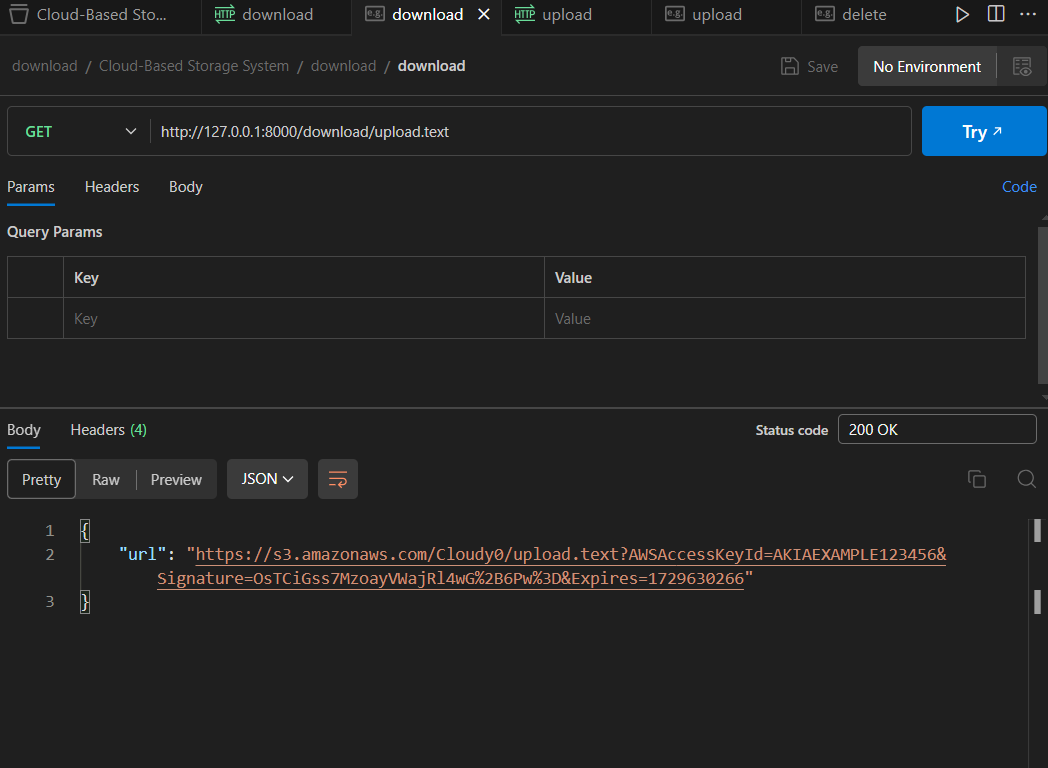 Cloud-Based Sto...
HTTP download
e.g. download
HTTP upload
e.g. upload
e.g. delete
download / Cloud-Based Storage System / download / download
Save
No Environment
GET
http://127.0.0.1:8000/download/upload.text
Try
Params Headers Body
Code
Query Params
Key Value
Key Value
Body Headers (4)
Status code 200 OK
Pretty Raw Preview JSON
1 {
2 "url": "https://s3.amazonaws.com/Cloudy0/upload.text?AWSAccessKeyId=AKIAEXAMPLE123456&
Signature=OsTCiGss7MzoayVWajRl4wG%2B6Pw%3D&Expires=1729630266"
3 }